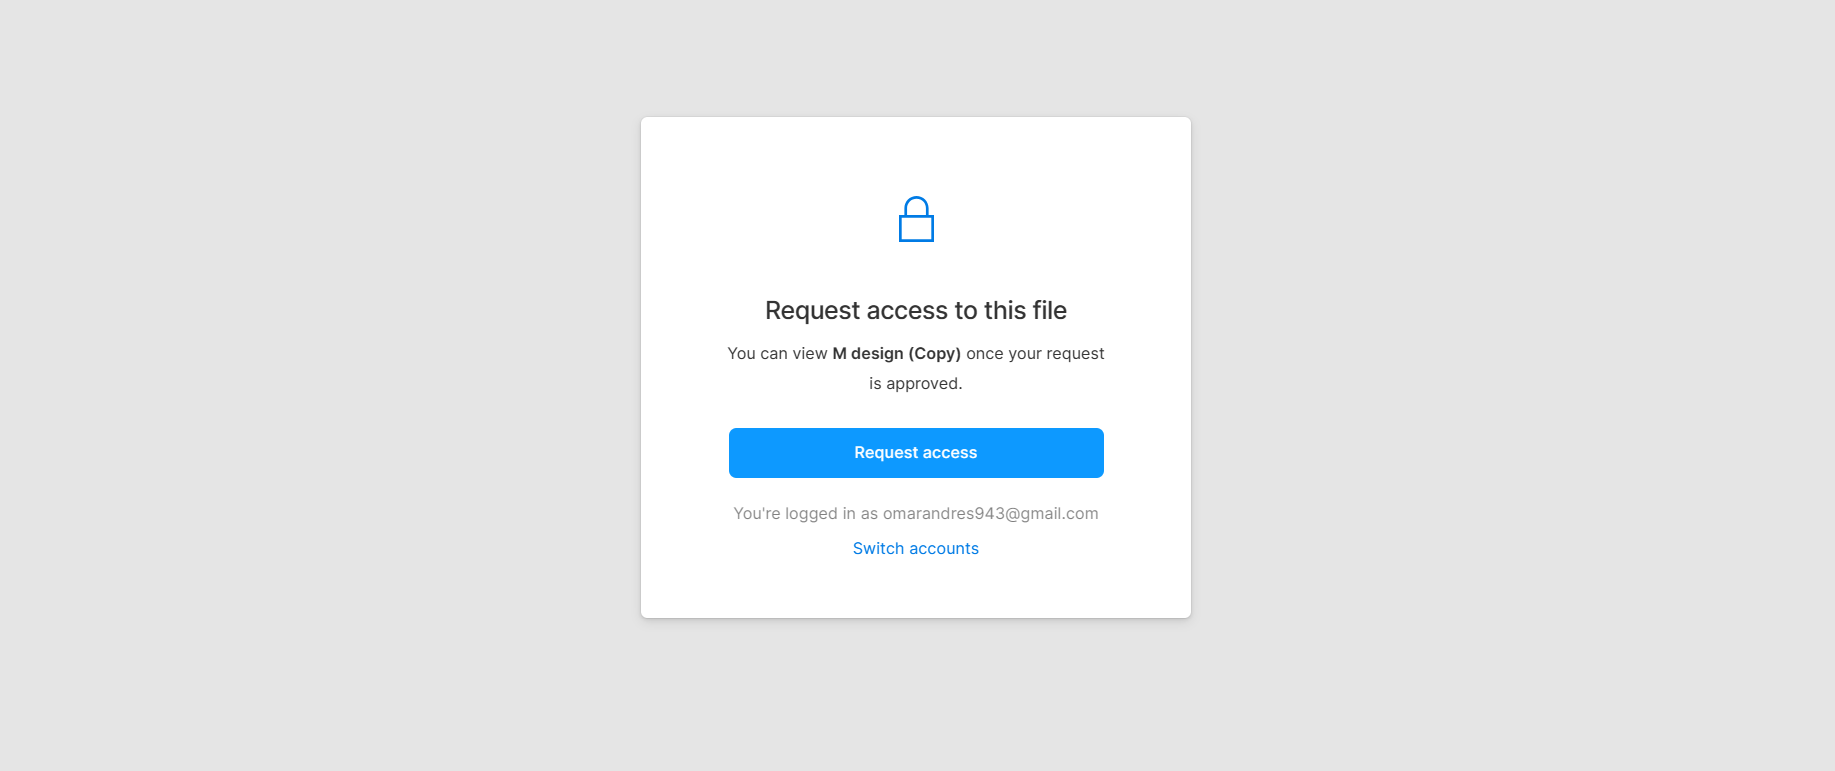 Request access to this file
You can view M design (Copy) once your request
is approved.
Request access
You're logged in as omarandres943@gmail.com
Switch accounts